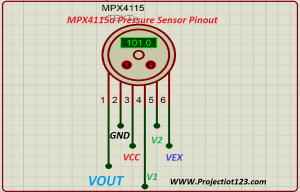 MPX4115
MPX4115a Pressure Sensor Pinout
101.0
1 2 3 4 5 6
GND
V2
VCC
VEX
V1
VOUT
www.Projectiot123.com